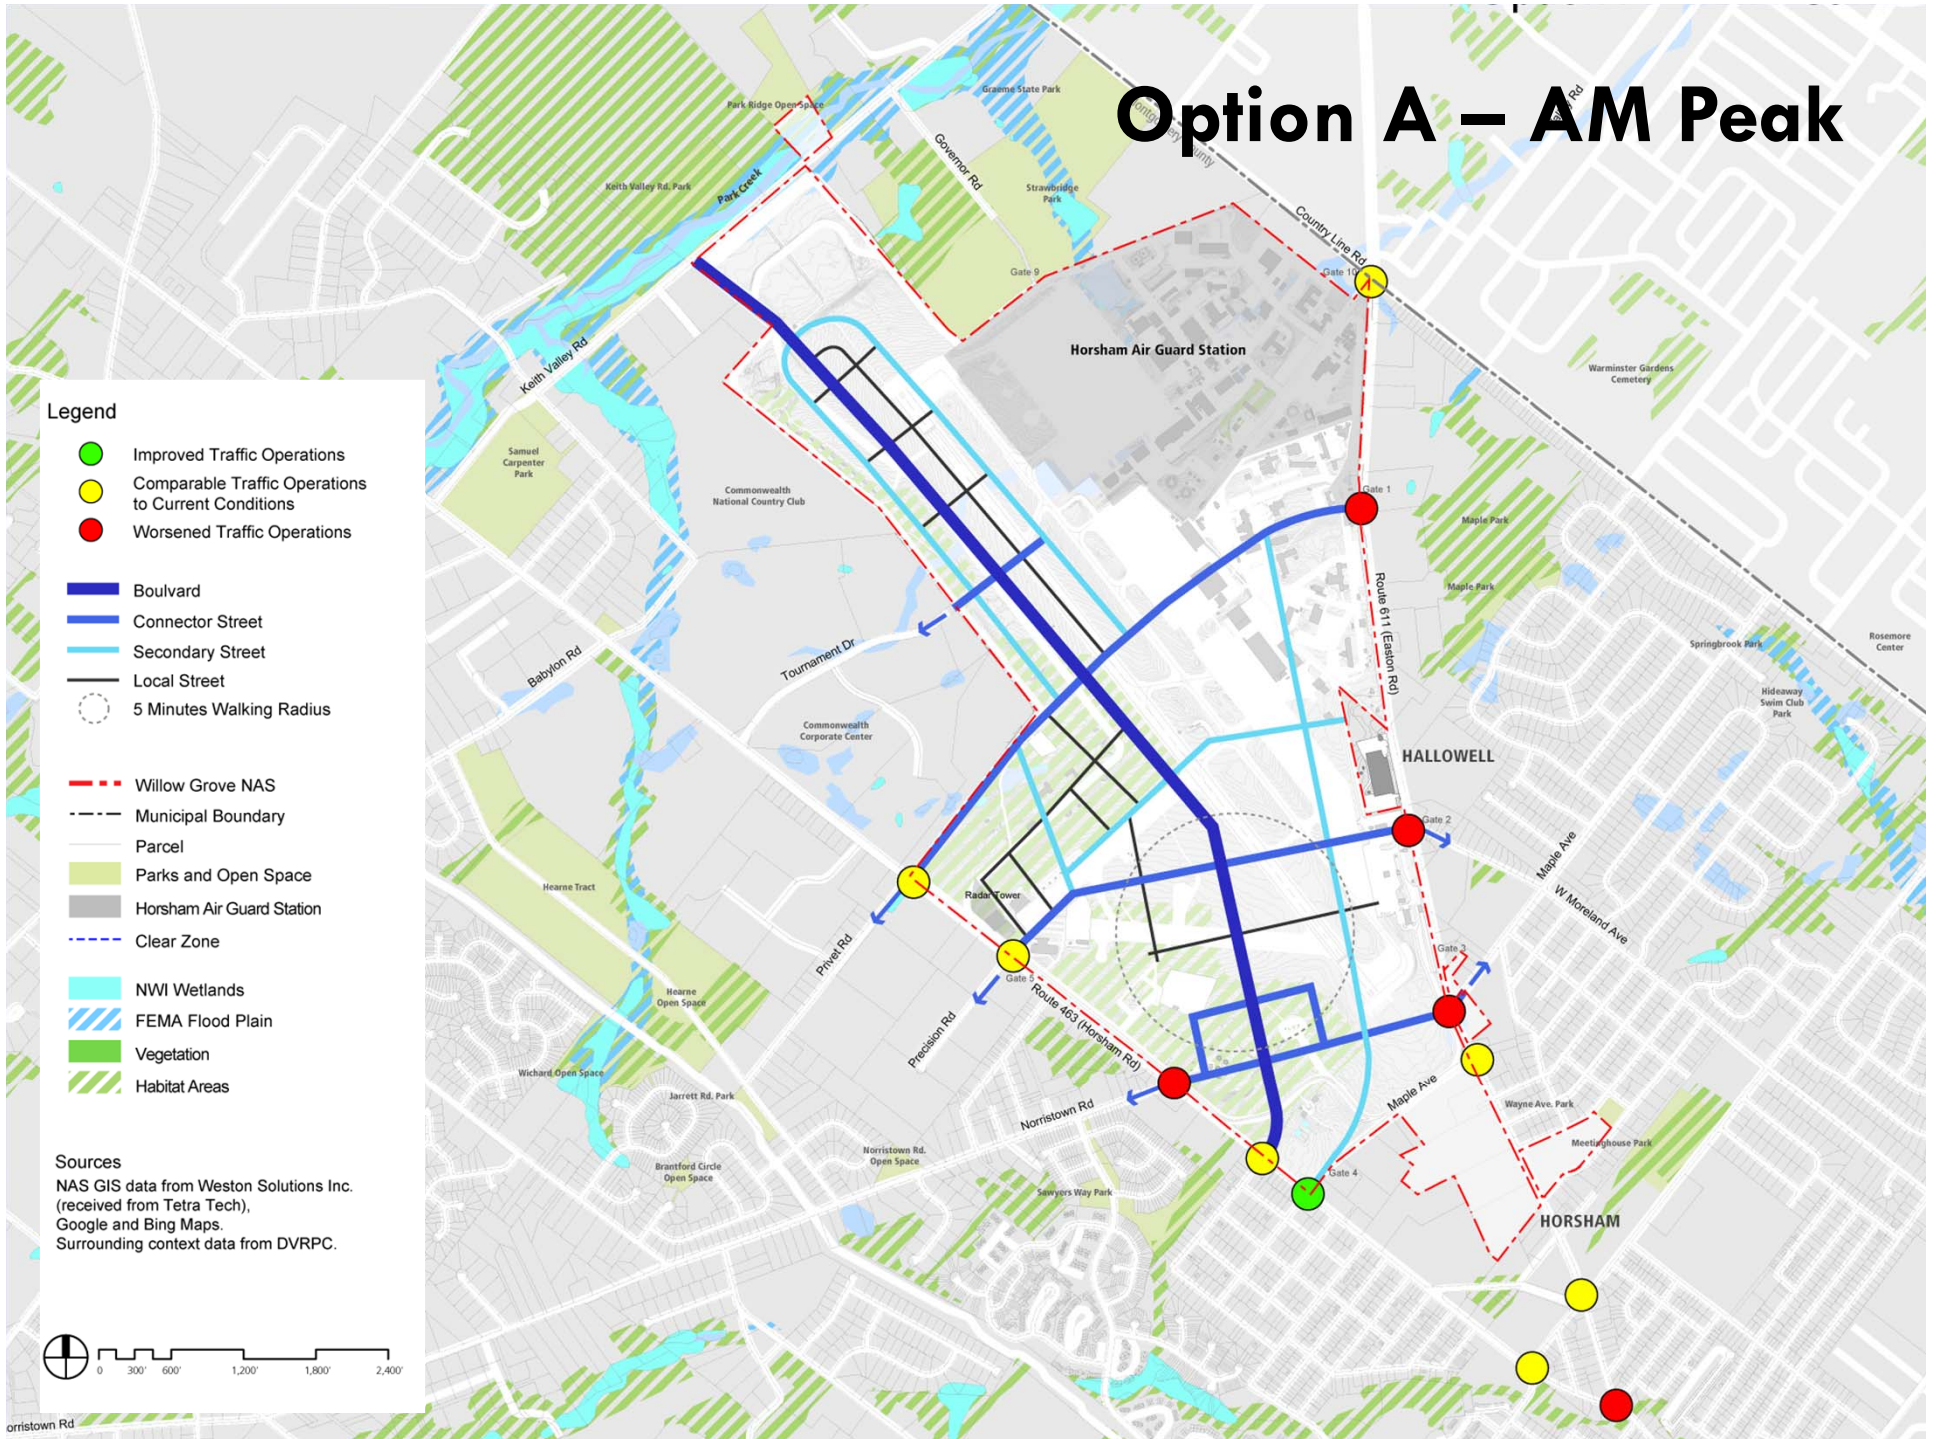 Option A – AM Peak
Park Ridge Open Space
Graeme State Park
Governor Rd
Keith Valley Rd. Park
Park Creek
Strawbridge
Park
Country Line Rd
Gate 9
Gate 10
Horsham Air Guard Station
Warminster Gardens
Cemetery
Keith Valley Rd
Samuel
Carpenter
Park
Commonwealth
National Country Club
Gate 1
Maple Park
Maple Park
Route 611 (Easton Rd)
Springbrook Park
Rosemore
Center
Hideaway
Swim Club
Park
Babylon Rd
Tournament Dr
Commonwealth
Corporate Center
HALLOWELL
Gate 2
Maple Ave
W Moreland Ave
Hearne Tract
Radar Tower
Privet Rd
Gate 5
Gate 3
Hearne
Open Space
Precision Rd
Route 463 (Horsham Rd)
Wichard Open Space
Jarrett Rd. Park
Norristown Rd
Maple Ave
Wayne Ave. Park
Meetinghouse Park
Norristown Rd.
Open Space
Brantford Circle
Open Space
Sawyers Way Park
Gate 4
HORSHAM
Legend
Improved Traffic Operations
Comparable Traffic Operations
to Current Conditions
Worsened Traffic Operations
Boulvard
Connector Street
Secondary Street
Local Street
5 Minutes Walking Radius
Willow Grove NAS
Municipal Boundary
Parcel
Parks and Open Space
Horsham Air Guard Station
Clear Zone
NWI Wetlands
FEMA Flood Plain
Vegetation
Habitat Areas
Sources
NAS GIS data from Weston Solutions Inc.
(received from Tetra Tech),
Google and Bing Maps.
Surrounding context data from DVRPC.
0 300' 600' 1,200' 1,800' 2,400'
orristown Rd